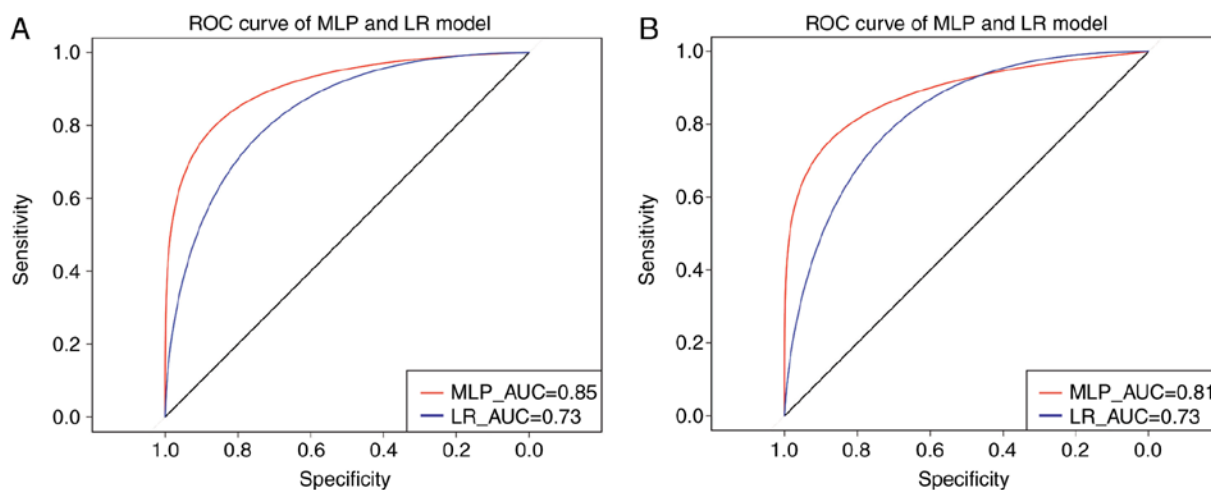 A
ROC curve of MLP and LR model
1.0
0.8
0.6
0.4
0.2
0.0
Sensitivity
MLP_AUC=0.85
LR_AUC=0.73
1.0 0.8 0.6 0.4 0.2 0.0
Specificity
B
ROC curve of MLP and LR model
1.0
0.8
0.6
0.4
0.2
0.0
Sensitivity
MLP_AUC=0.81
LR_AUC=0.73
1.0 0.8 0.6 0.4 0.2 0.0
Specificity